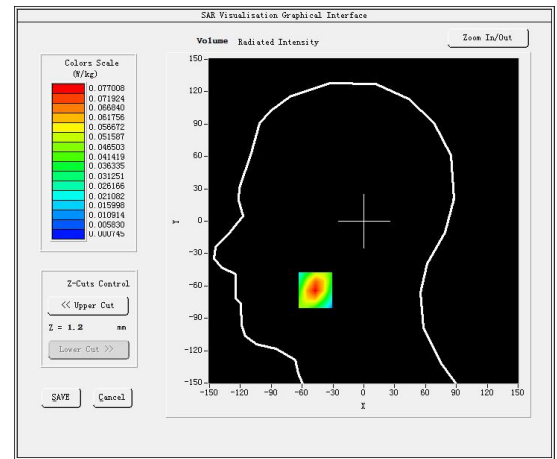 SAR Visualisation Graphical Interface
Volume Radiated Intensity
Zoom In/Out
Colors Scale
(W/kg)
0.077008
0.071924
0.066840
0.061756
0.056672
0.051587
0.046503
0.041419
0.036335
0.031251
0.026166
0.021082
0.015998
0.010914
0.005830
0.000745
Z-Cuts Control
<< Upper Cut
Z = 1.2 mm
Lower Cut >>
SAVE Cancel
150
120
90
60
30
0
-30
-60
-90
-120
-150
Y
-150 -120 -90 -60 -30 0 30 60 90 120 150
X